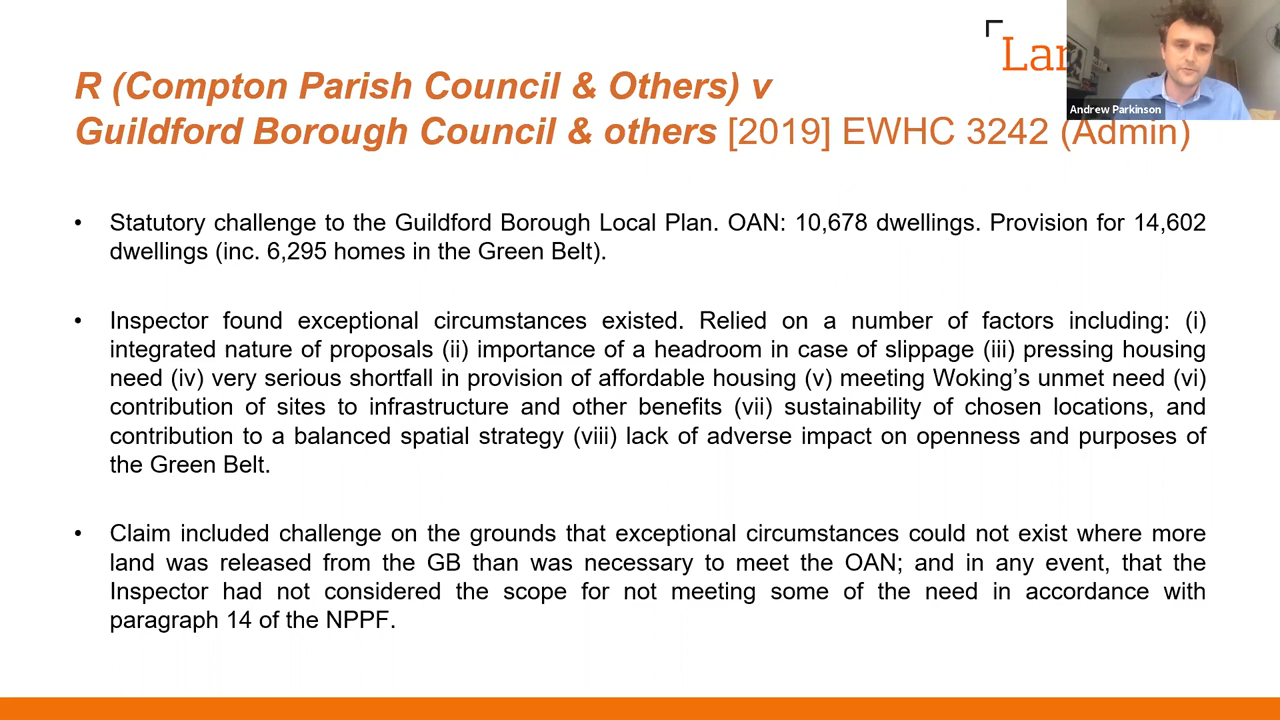 Lan
Andrew Parkinson
R (Compton Parish Council & Others) v
Guildford Borough Council & others [2019] EWHC 3242 (Admin)
• Statutory challenge to the Guildford Borough Local Plan. OAN: 10,678 dwellings. Provision for 14,602
dwellings (inc. 6,295 homes in the Green Belt).
• Inspector found exceptional circumstances existed. Relied on a number of factors including: (i)
integrated nature of proposals (ii) importance of a headroom in case of slippage (iii) pressing housing
need (iv) very serious shortfall in provision of affordable housing (v) meeting Woking’s unmet need (vi)
contribution of sites to infrastructure and other benefits (vii) sustainability of chosen locations, and
contribution to a balanced spatial strategy (viii) lack of adverse impact on openness and purposes of
the Green Belt.
• Claim included challenge on the grounds that exceptional circumstances could not exist where more
land was released from the GB than was necessary to meet the OAN; and in any event, that the
Inspector had not considered the scope for not meeting some of the need in accordance with
paragraph 14 of the NPPF.